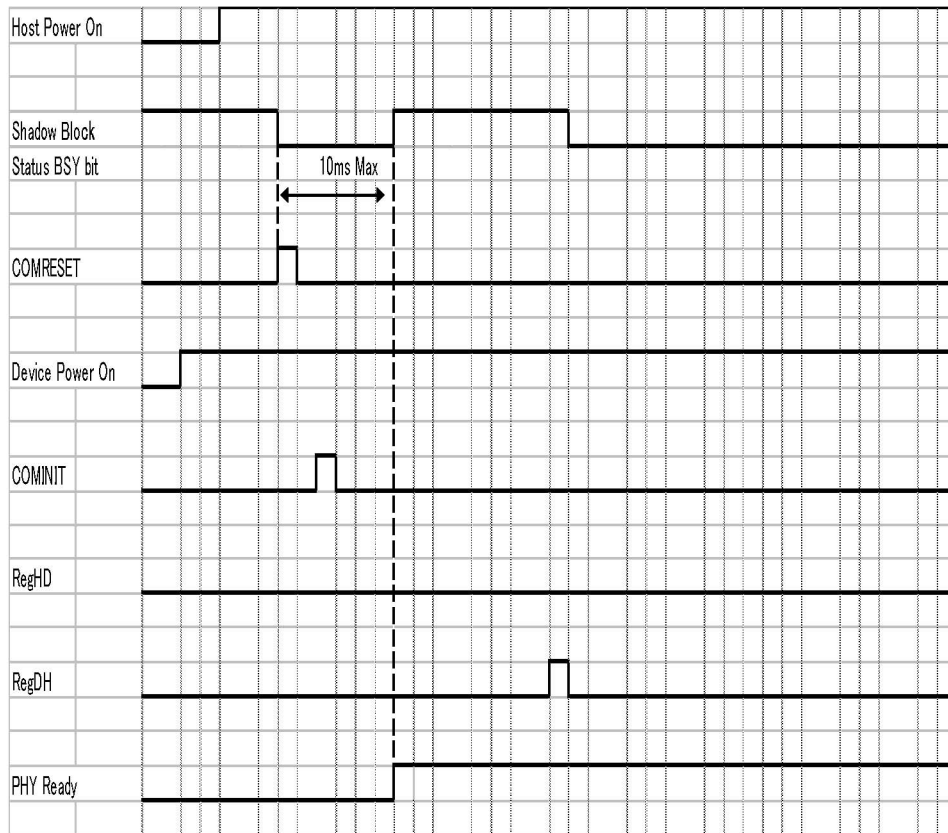 Host Power On
Shadow Block
Status BSY bit
10ms Max
COMRESET
Device Power On
COMINIT
RegHD
RegDH
PHY Ready